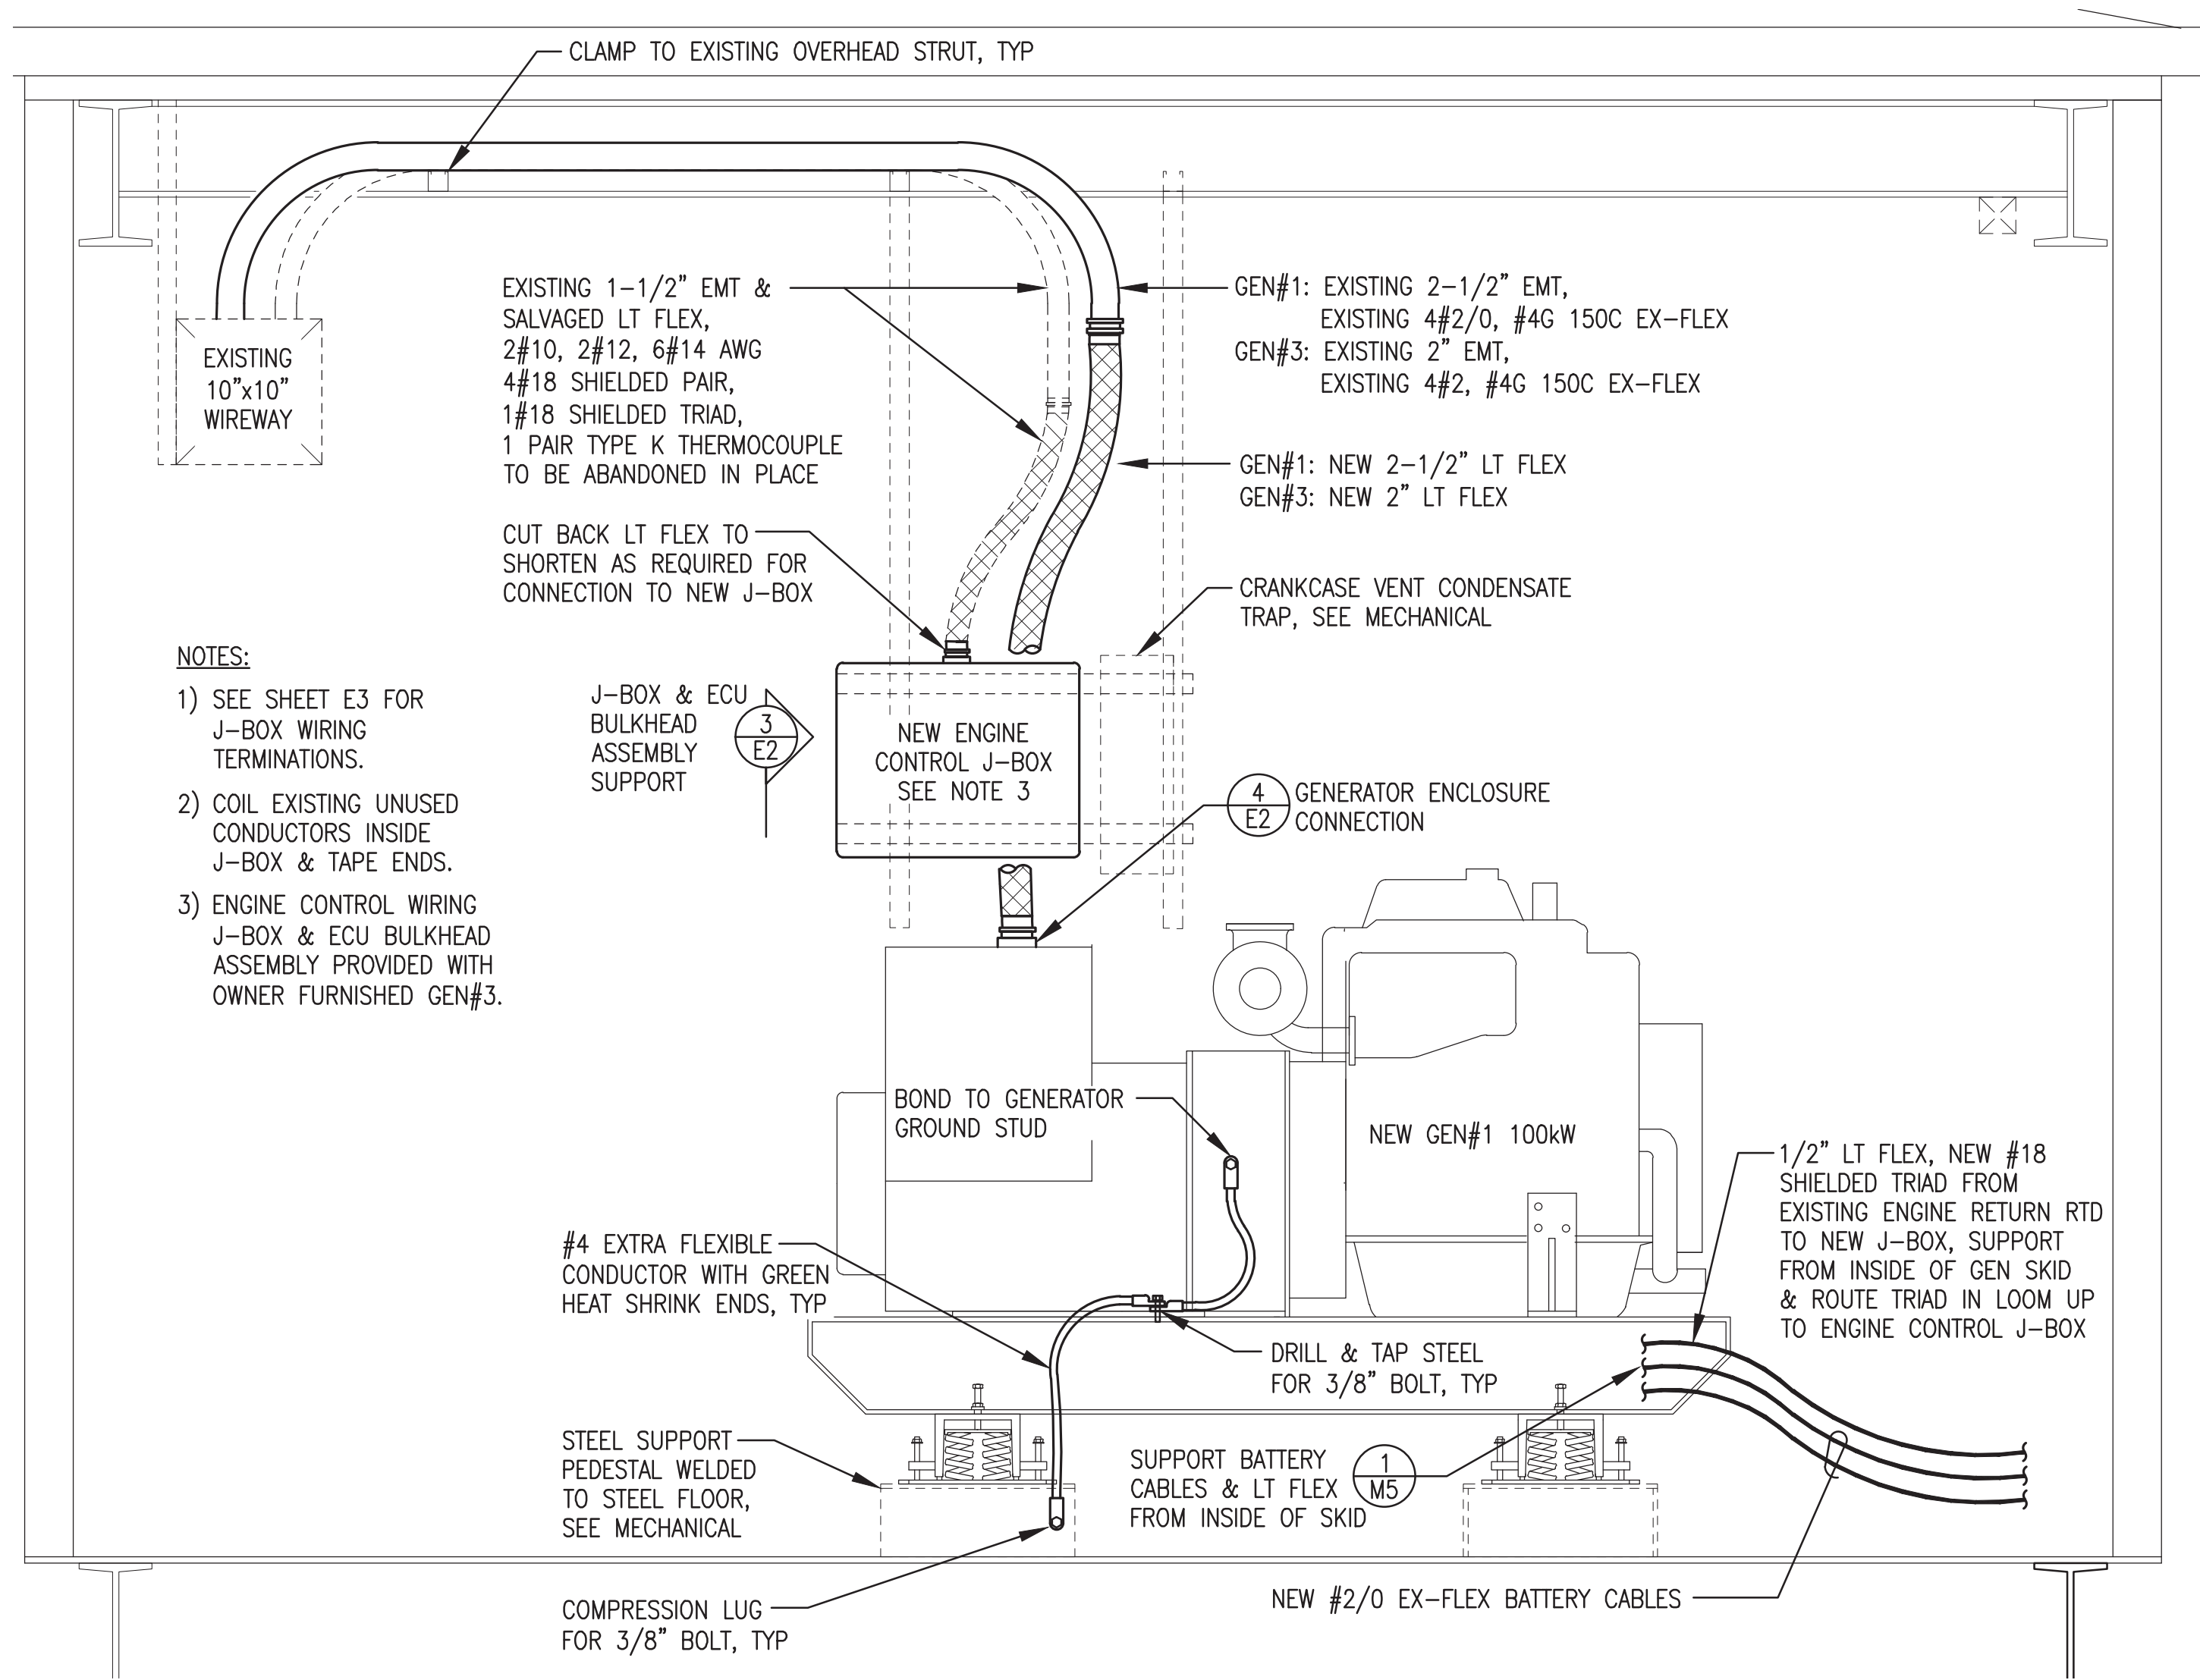 CLAMP TO EXISTING OVERHEAD STRUT, TYP
EXISTING
10"x10"
WIREWAY
EXISTING 1-1/2" EMT &
SALVAGED LT FLEX,
2#10, 2#12, 6#14 AWG
4#18 SHIELDED PAIR,
1#18 SHIELDED TRIAD,
1 PAIR TYPE K THERMOCOUPLE
TO BE ABANDONED IN PLACE
GEN#1: EXISTING 2-1/2" EMT,
EXISTING 4#2/0, #4G 150C EX-FLEX
GEN#3: EXISTING 2" EMT,
EXISTING 4#2, #4G 150C EX-FLEX
GEN#1: NEW 2-1/2" LT FLEX
GEN#3: NEW 2" LT FLEX
CUT BACK LT FLEX TO
SHORTEN AS REQUIRED FOR
CONNECTION TO NEW J-BOX
CRANKCASE VENT CONDENSATE
TRAP, SEE MECHANICAL
NOTES:
1) SEE SHEET E3 FOR
J-BOX WIRING
TERMINATIONS.
2) COIL EXISTING UNUSED
CONDUCTORS INSIDE
J-BOX & TAPE ENDS.
3) ENGINE CONTROL WIRING
J-BOX & ECU BULKHEAD
ASSEMBLY PROVIDED WITH
OWNER FURNISHED GEN#3.
J-BOX & ECU
BULKHEAD
ASSEMBLY
SUPPORT
3
E2
NEW ENGINE
CONTROL J-BOX
SEE NOTE 3
4
E2
GENERATOR ENCLOSURE
CONNECTION
BOND TO GENERATOR
GROUND STUD
NEW GEN#1 100kW
1/2" LT FLEX, NEW #18
SHIELDED TRIAD FROM
EXISTING ENGINE RETURN RTD
TO NEW J-BOX, SUPPORT
FROM INSIDE OF GEN SKID
& ROUTE TRIAD IN LOOM UP
TO ENGINE CONTROL J-BOX
#4 EXTRA FLEXIBLE
CONDUCTOR WITH GREEN
HEAT SHRINK ENDS, TYP
DRILL & TAP STEEL
FOR 3/8" BOLT, TYP
STEEL SUPPORT
PEDESTAL WELDED
TO STEEL FLOOR,
SEE MECHANICAL
SUPPORT BATTERY
CABLES & LT FLEX
FROM INSIDE OF SKID
1
M5
COMPRESSION LUG
FOR 3/8" BOLT, TYP
NEW #2/0 EX-FLEX BATTERY CABLES